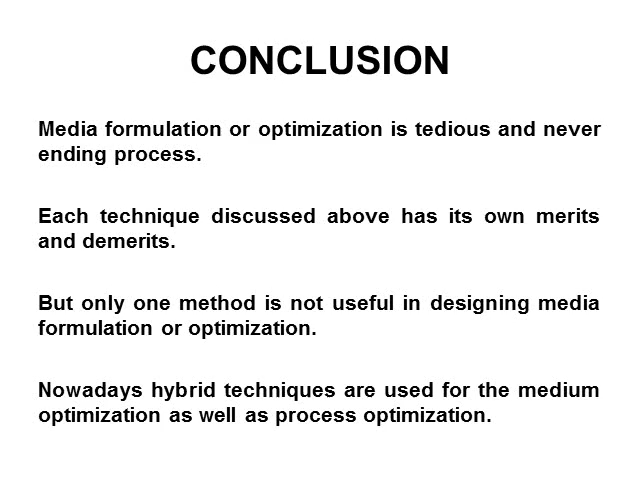 CONCLUSION
Media formulation or optimization is tedious and never
ending process.
Each technique discussed above has its own merits
and demerits.
But only one method is not useful in designing media
formulation or optimization.
Nowadays hybrid techniques are used for the medium
optimization as well as process optimization.